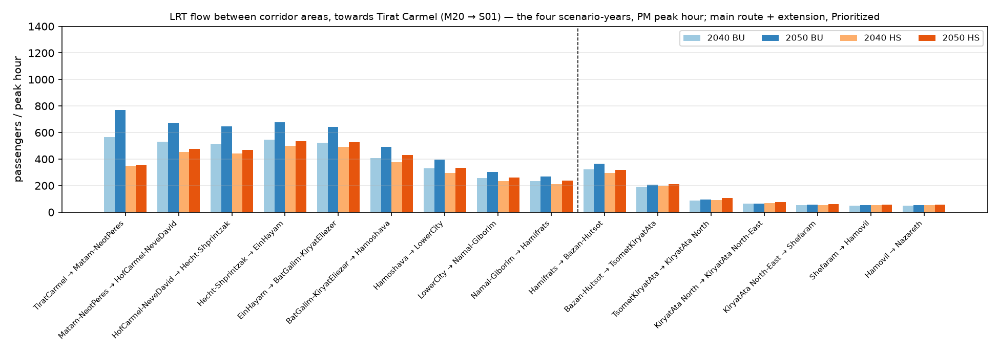 LRT flow between corridor areas, towards Tirat Carmel (M20 → S01) — the four scenario-years, PM peak hour; main route + extension, Prioritized
2040 BU
2050 BU
2040 HS
2050 HS
passengers / peak hour
1400
1200
1000
800
600
400
200
0
TiratCarmel → Matam-NeotPeres
Matam-NeotPeres → HofCarmel-NeveDavid
HofCarmel-NeveDavid → Hecht-Shprintzak
Hecht-Shprintzak → EinHayam
EinHayam → BatGalim-KiryatEliezer
BatGalim-KiryatEliezer → Hamoshava
Hamoshava → LowerCity
LowerCity → Namal-Giborim
Namal-Giborim → Hamifrats
Hamifrats → Bazan-Hutsot
Bazan-Hutsot → TsometKiryatAta
TsometKiryatAta → KiryatAta North
KiryatAta North → KiryatAta North-East
KiryatAta North-East → Shefaram
Shefaram → Hamovil
Hamovil → Nazareth